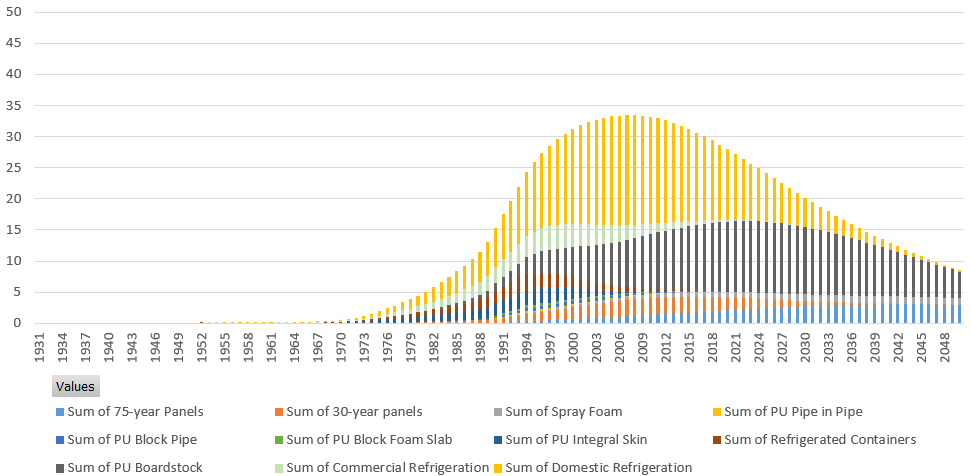 50
45
40
35
30
25
20
15
10
5
0
1931 1934 1937 1940 1943 1946 1949 1952 1955 1958 1961 1964 1967 1970 1973 1976 1979 1982 1985 1988 1991 1994 1997 2000 2003 2006 2009 2012 2015 2018 2021 2024 2027 2030 2033 2036 2039 2042 2045 2048
Values
Sum of 75-year Panels Sum of 30-year panels Sum of Spray Foam Sum of PU Pipe in Pipe
Sum of PU Block Pipe Sum of PU Block Foam Slab Sum of PU Integral Skin Sum of Refrigerated Containers
Sum of PU Boardstock Sum of Commercial Refrigeration Sum of Domestic Refrigeration